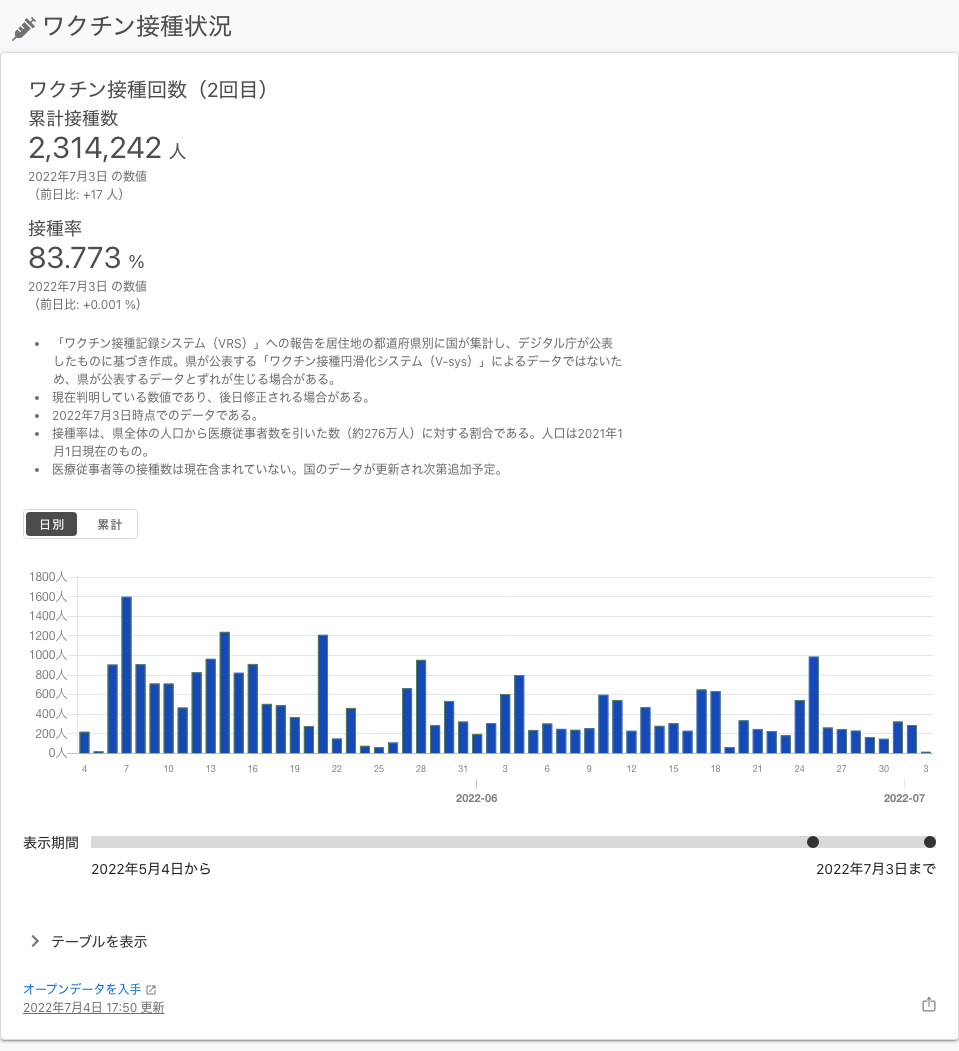 ワクチン接種状況
ワクチン接種回数（2回目）
累計接種数
2,314,242 人
2022年7月3日 の数値
（前日比: +17 人）
接種率
83.773 %
2022年7月3日 の数値
（前日比: +0.001 %）
• 「ワクチン接種記録システム（VRS）」への報告を居住地の都道府県別に国が集計し、デジタル庁が公表
したものに基づき作成。県が公表する「ワクチン接種円滑化システム（V-sys）」によるデータではないた
め、県が公表するデータとずれが生じる場合がある。
• 現在判明している数値であり、後日修正される場合がある。
• 2022年7月3日時点でのデータである。
• 接種率は、県全体の人口から医療従事者数を引いた数（約276万人）に対する割合である。人口は2021年1
月1日現在のもの。
• 医療従事者等の接種数は現在含まれていない。国のデータが更新され次第追加予定。
日別 累計
1800人
1600人
1400人
1200人
1000人
800人
600人
400人
200人
0人
4 7 10 13 16 19 22 25 28 31 3 6 9 12 15 18 21 24 27 30 3
2022-06 2022-07
表示期間
2022年5月4日から 2022年7月3日まで
テーブルを表示
オープンデータを入手
2022年7月4日 17:50 更新